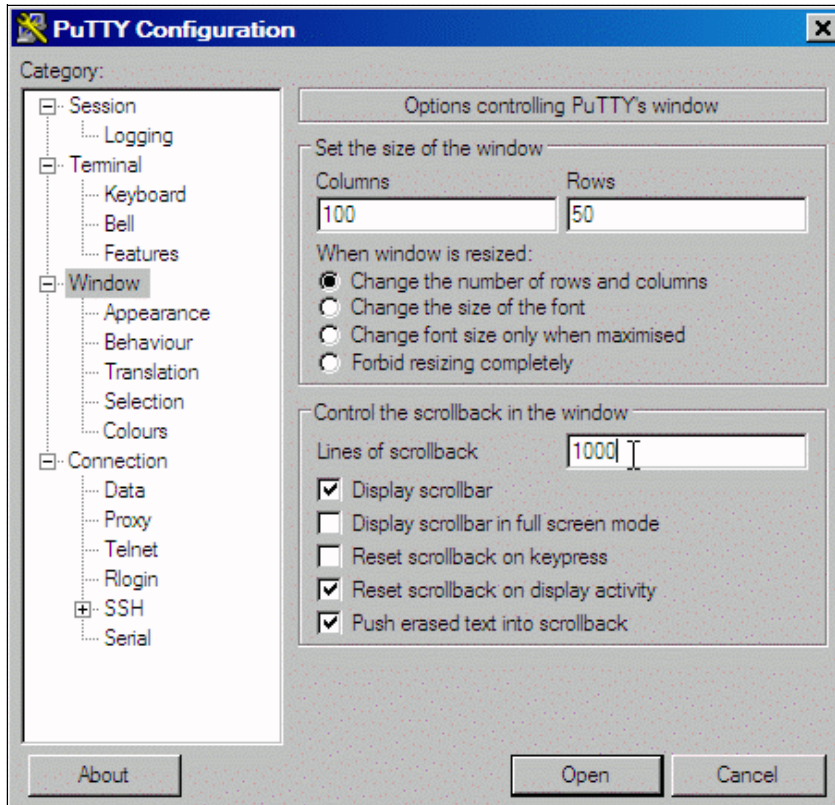 PuTTY Configuration
Category:
Session
Logging
Terminal
Keyboard
Bell
Features
Window
Appearance
Behaviour
Translation
Selection
Colours
Connection
Data
Proxy
Telnet
Rlogin
SSH
Serial
Options controlling PuTTY's window
Set the size of the window
Columns Rows
100 50
When window is resized:
Change the number of rows and columns
Change the size of the font
Change font size only when maximised
Forbid resizing completely
Control the scrollback in the window
Lines of scrollback 1000
Display scrollbar
Display scrollbar in full screen mode
Reset scrollback on keypress
Reset scrollback on display activity
Push erased text into scrollback
About Open Cancel